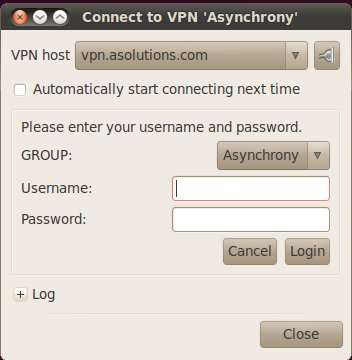 Connect to VPN 'Asynchrony'
VPN host vpn.asolutions.com
Automatically start connecting next time
Please enter your username and password.
GROUP: Asynchrony
Username:
Password:
Cancel Login
Log
Close